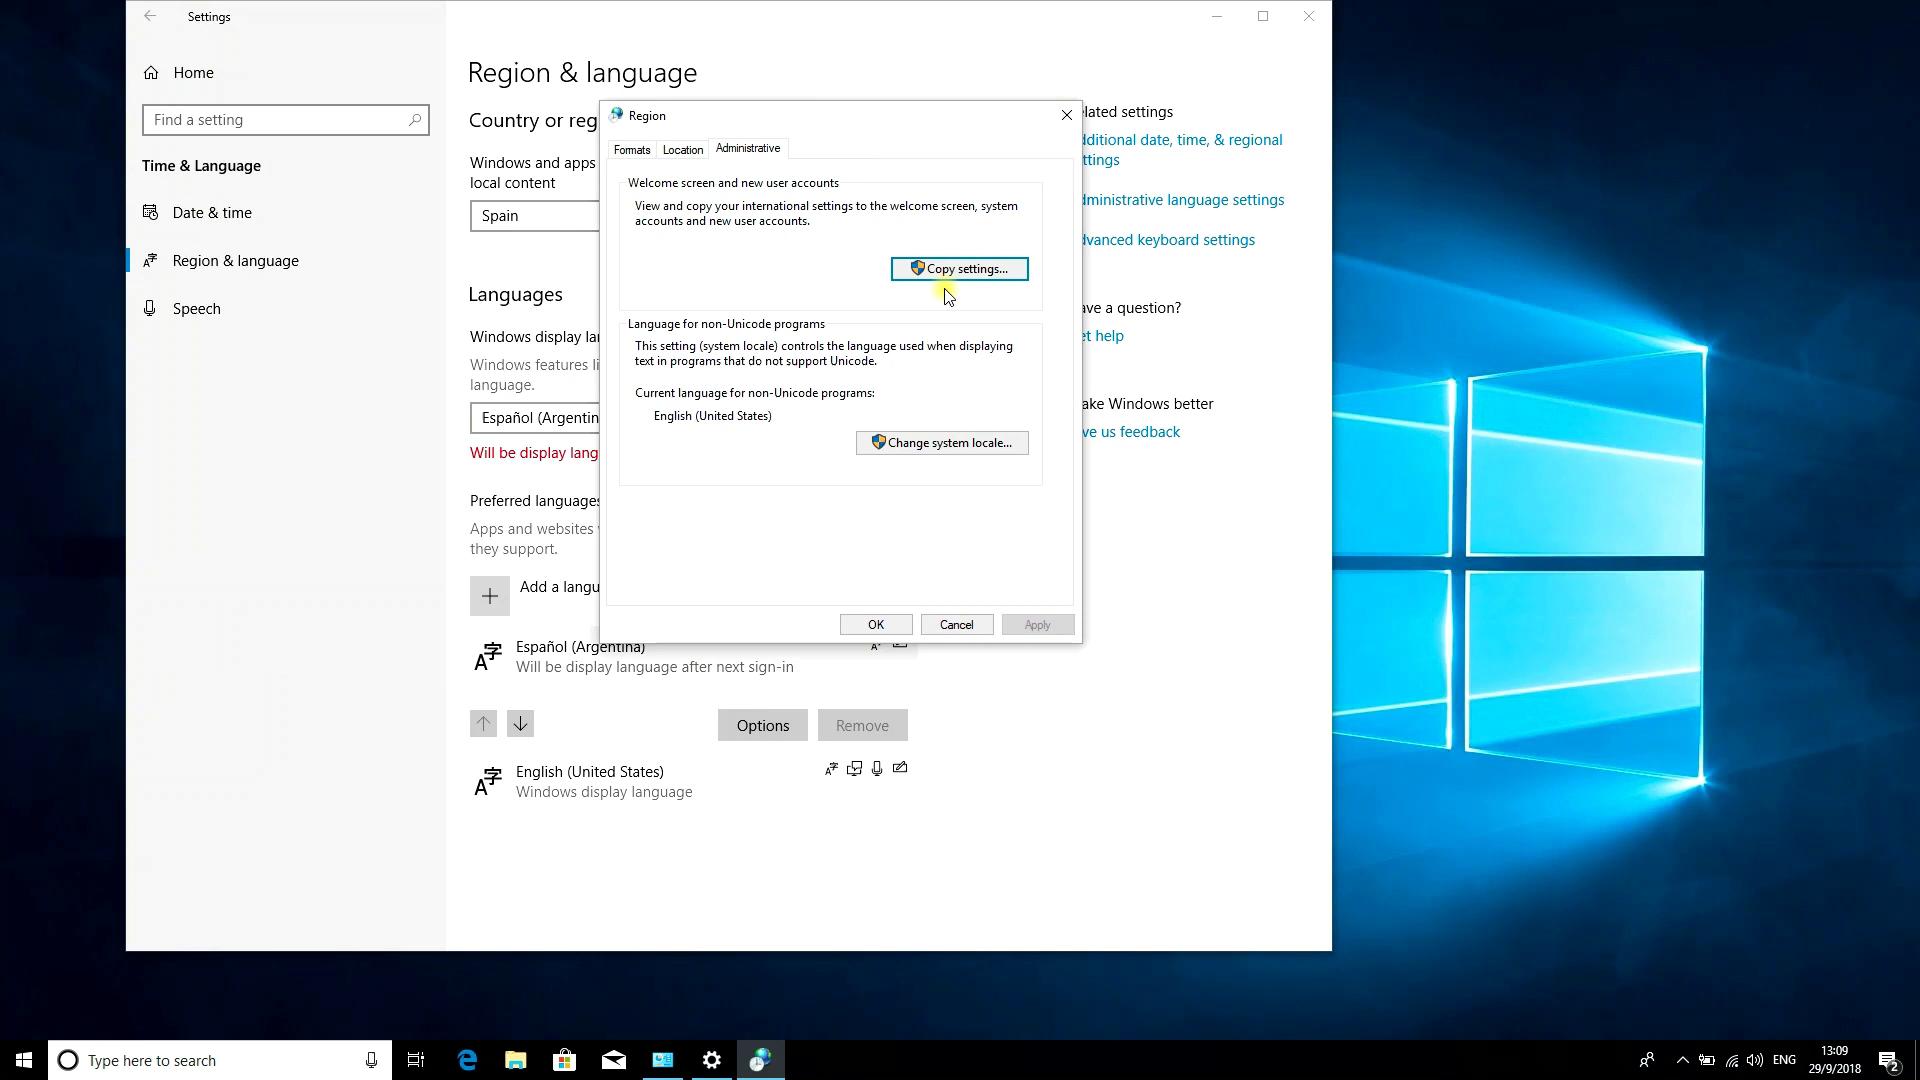 Settings
Home
Find a setting
Time & Language
Date & time
Region & language
Speech
Region & language
Country or reg
Windows and apps
local content
Spain
Languages
Windows display la
Windows features li
language.
Español (Argentin
Will be display lang
Preferred languages
Apps and websites
they support.
Add a langu
Español (Argentina)
Will be display language after next sign-in
Options
Remove
English (United States)
Windows display language
Region
Formats
Location
Administrative
Welcome screen and new user accounts
View and copy your international settings to the welcome screen, system
accounts and new user accounts.
Copy settings...
Language for non-Unicode programs
This setting (system locale) controls the language used when displaying
text in programs that do not support Unicode.
Current language for non-Unicode programs:
English (United States)
Change system locale...
OK
Cancel
Apply
elated settings
dditional date, time, & regional
ttings
dministrative language settings
dvanced keyboard settings
ave a question?
et help
ake Windows better
ve us feedback
Type here to search
ENG
13:09
29/9/2018
2